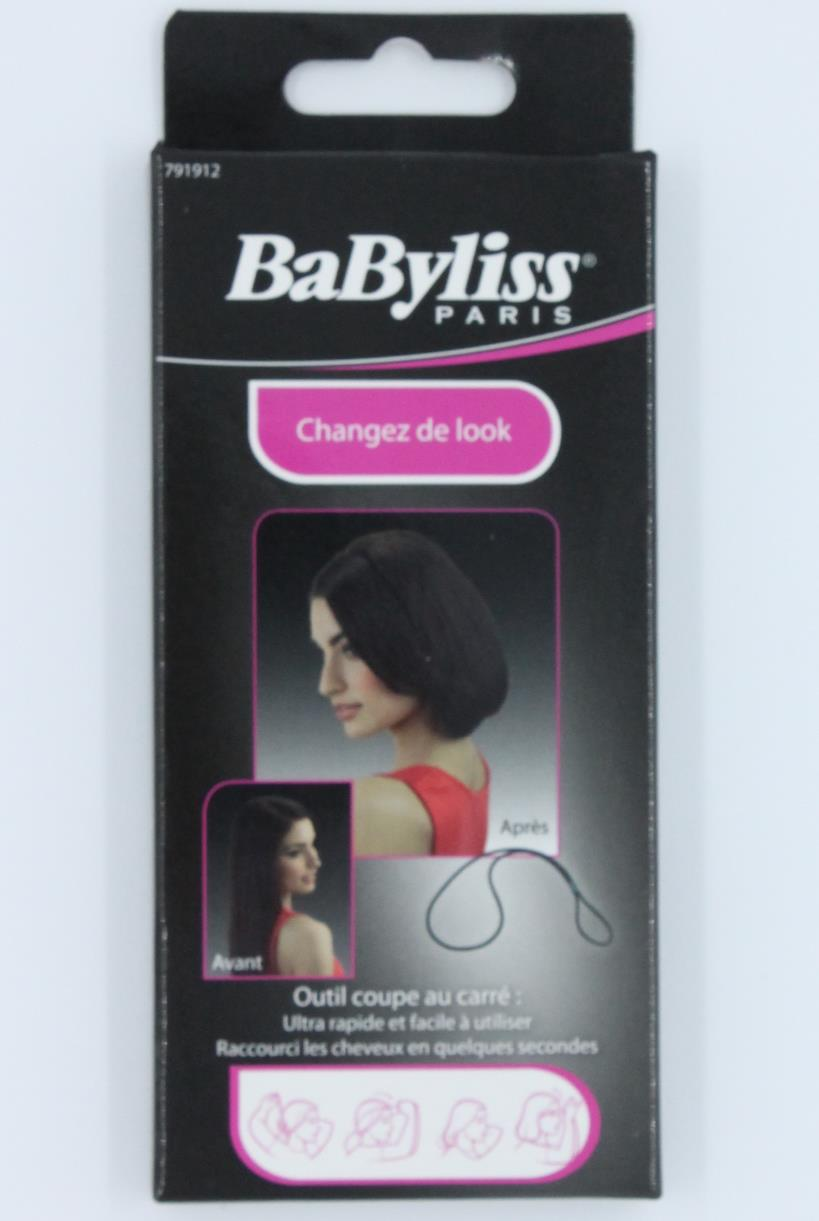 791912
BaByliss®
PARIS
Changez de look
Après
Avant
Outil coupe au carré :
Ultra rapide et facile à utiliser
Raccourci les cheveux en quelques secondes